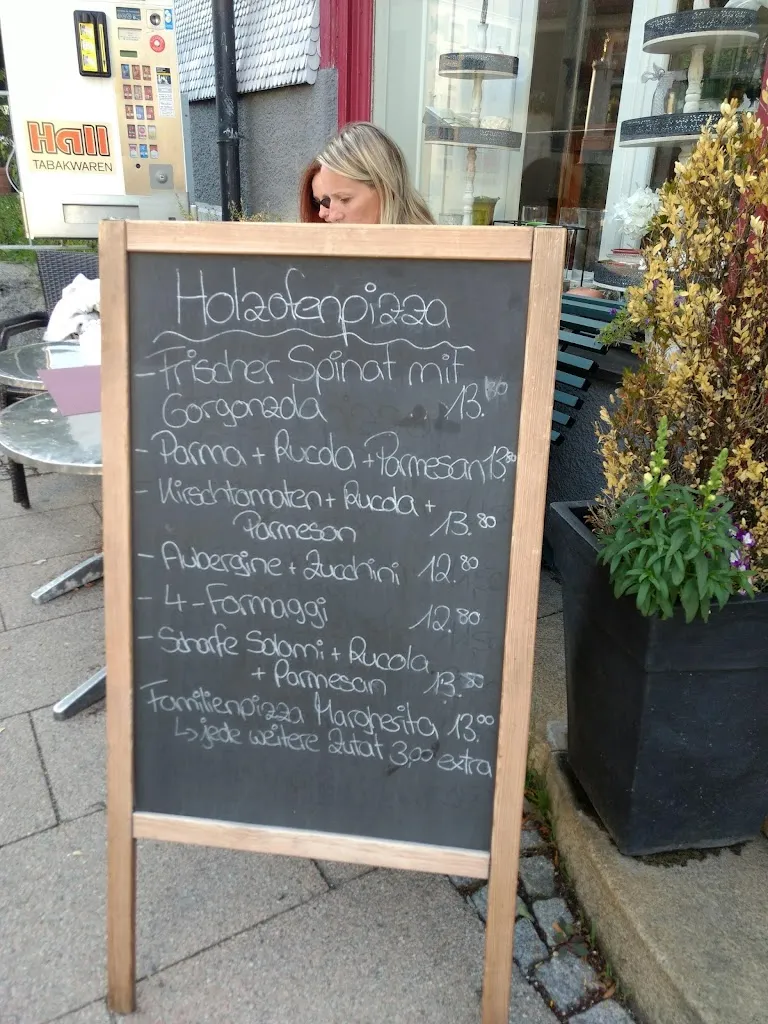 Hall
TABAKWAREN
Holzofenpizza
- Frischer Spinat mit
Gorgonzola 13.80
- Parma + Rucola + Parmesan 13.80
- Kirschtomaten + Rucola +
Parmesan 13.80
- Aubergine + Zucchini 12.80
- 4-Formaggi 12.80
- Scharfe Salami + Rucola
+ Parmesan 13.80
Familienpizza Margherita 13.00
↳ jede weitere Zutat 3,00 extra